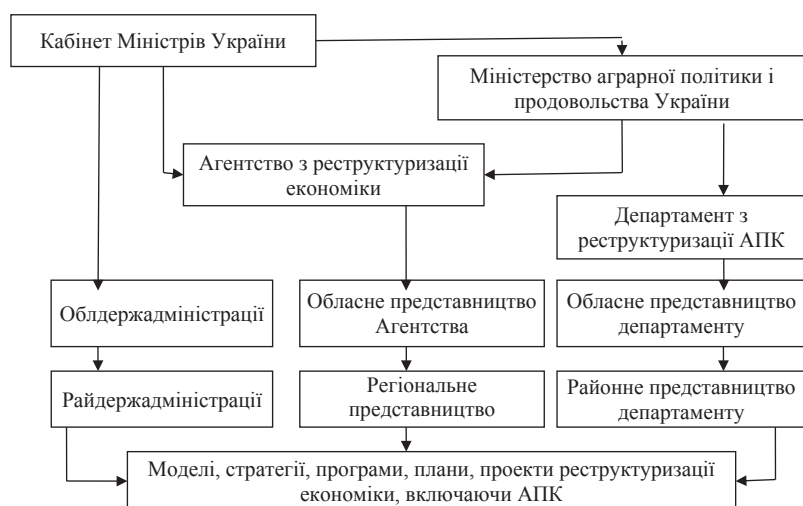 Кабінет Міністрів України
Міністерство аграрної політики і
продовольства України
Агентство з реструктуризації
економіки
Департамент з
реструктуризації АПК
Облдержадміністрації
Обласне представництво
Агентства
Обласне представництво
департаменту
Райдержадміністрації
Регіональне
представництво
Районне представництво
департаменту
Моделі, стратегії, програми, плани, проекти реструктуризації
економіки, включаючи АПК